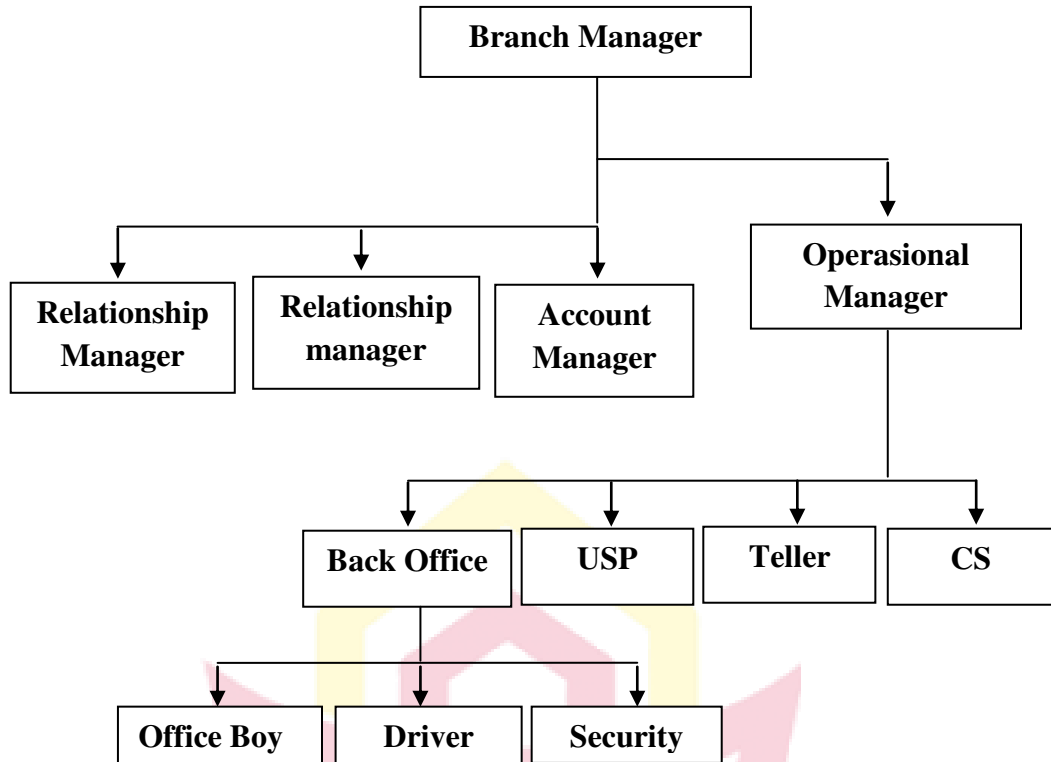 Branch Manager
Operasional
Manager
Relationship
Manager
Relationship
manager
Account
Manager
Back Office
USP
Teller
CS
Office Boy
Driver
Security